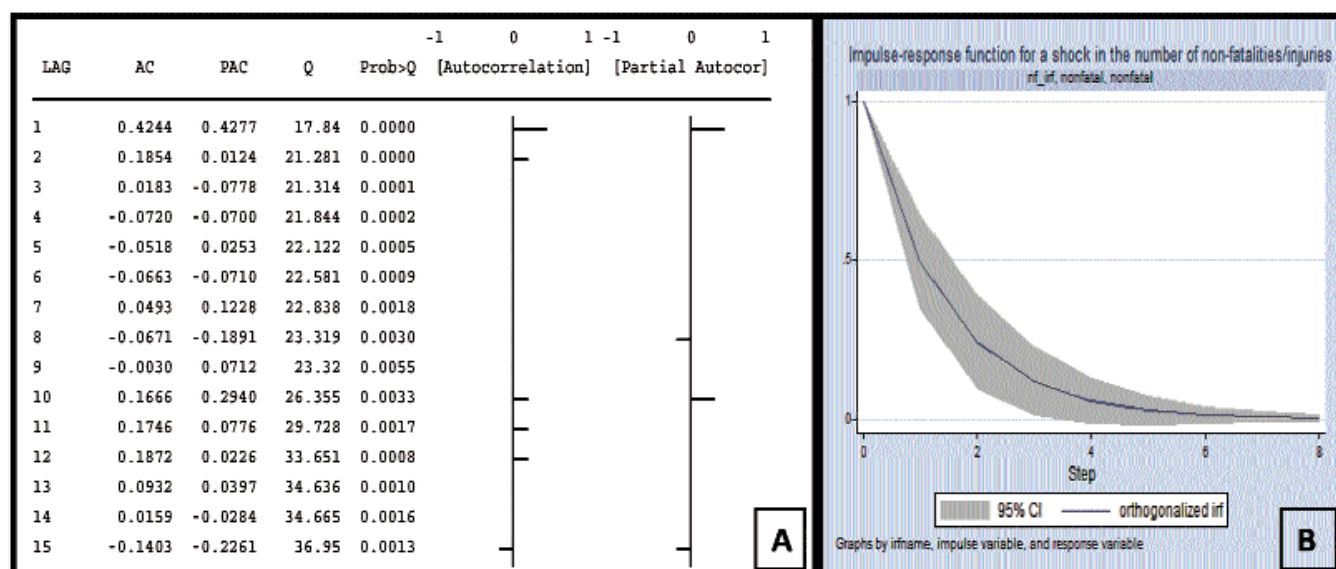 -1 0 1 -1 0 1
LAG AC PAC Q Prob>Q [Autocorrelation] [Partial Autocor]
1 0.4244 0.4277 17.84 0.0000
2 0.1854 0.0124 21.281 0.0000
3 0.0183 -0.0778 21.314 0.0001
4 -0.0720 -0.0700 21.844 0.0002
5 -0.0518 0.0253 22.122 0.0005
6 -0.0663 -0.0710 22.581 0.0009
7 0.0493 0.1228 22.838 0.0018
8 -0.0671 -0.1891 23.319 0.0030
9 -0.0030 0.0712 23.32 0.0055
10 0.1666 0.2940 26.355 0.0033
11 0.1746 0.0776 29.728 0.0017
12 0.1872 0.0226 33.651 0.0008
13 0.0932 0.0397 34.636 0.0010
14 0.0159 -0.0284 34.665 0.0016
15 -0.1403 -0.2261 36.95 0.0013
A
Impulse-response function for a shock in the number of non-fatalities/injuries
nf_irf, nonfatal, nonfatal
1
.5
0
0 2 4 6 8
Step
95% CI orthogonalized irf
Graphs by irfname, impulse variable, and response variable
B